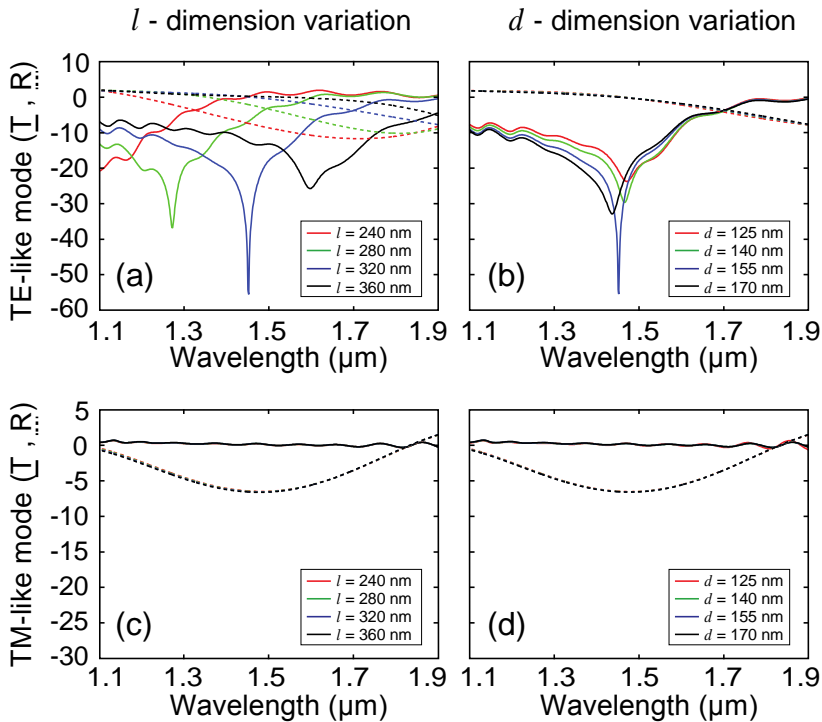 l - dimension variation
d - dimension variation
TE-like mode (T , R)
10
0
-10
-20
-30
-40
-50
-60
(a)
l = 240 nm
l = 280 nm
l = 320 nm
l = 360 nm
1.1 1.3 1.5 1.7 1.9
Wavelength (µm)
(b)
d = 125 nm
d = 140 nm
d = 155 nm
d = 170 nm
1.1 1.3 1.5 1.7 1.9
Wavelength (µm)
TM-like mode (T , R)
5
0
-5
-10
-15
-20
-25
-30
(c)
l = 240 nm
l = 280 nm
l = 320 nm
l = 360 nm
1.1 1.3 1.5 1.7 1.9
Wavelength (µm)
(d)
d = 125 nm
d = 140 nm
d = 155 nm
d = 170 nm
1.1 1.3 1.5 1.7 1.9
Wavelength (µm)